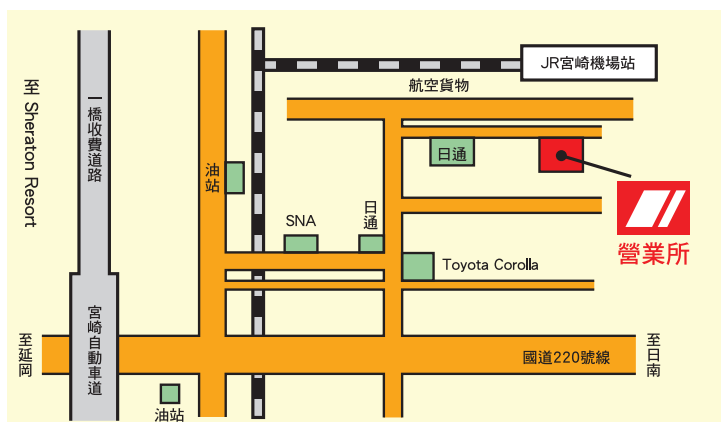 JR宮崎機場站
航空貨物
至 Sheraton Resort
一橋收費道路
油站
日通
SNA
日通
營業所
Toyota Corolla
宮崎自動車道
至延岡
國道220號線
至日南
油站